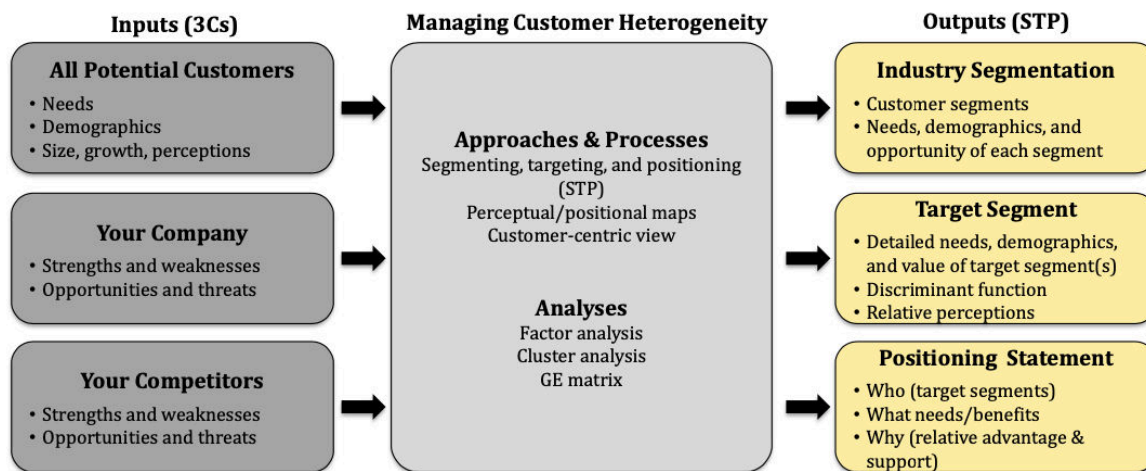 Inputs (3Cs)
All Potential Customers
• Needs
• Demographics
• Size, growth, perceptions
Your Company
• Strengths and weaknesses
• Opportunities and threats
Your Competitors
• Strengths and weaknesses
• Opportunities and threats
Managing Customer Heterogeneity
Approaches & Processes
Segmenting, targeting, and positioning
(STP)
Perceptual/positional maps
Customer-centric view
Analyses
Factor analysis
Cluster analysis
GE matrix
Outputs (STP)
Industry Segmentation
• Customer segments
• Needs, demographics, and
opportunity of each segment
Target Segment
• Detailed needs, demographics,
and value of target segment(s)
• Discriminant function
• Relative perceptions
Positioning Statement
• Who (target segments)
• What needs/benefits
• Why (relative advantage &
support)